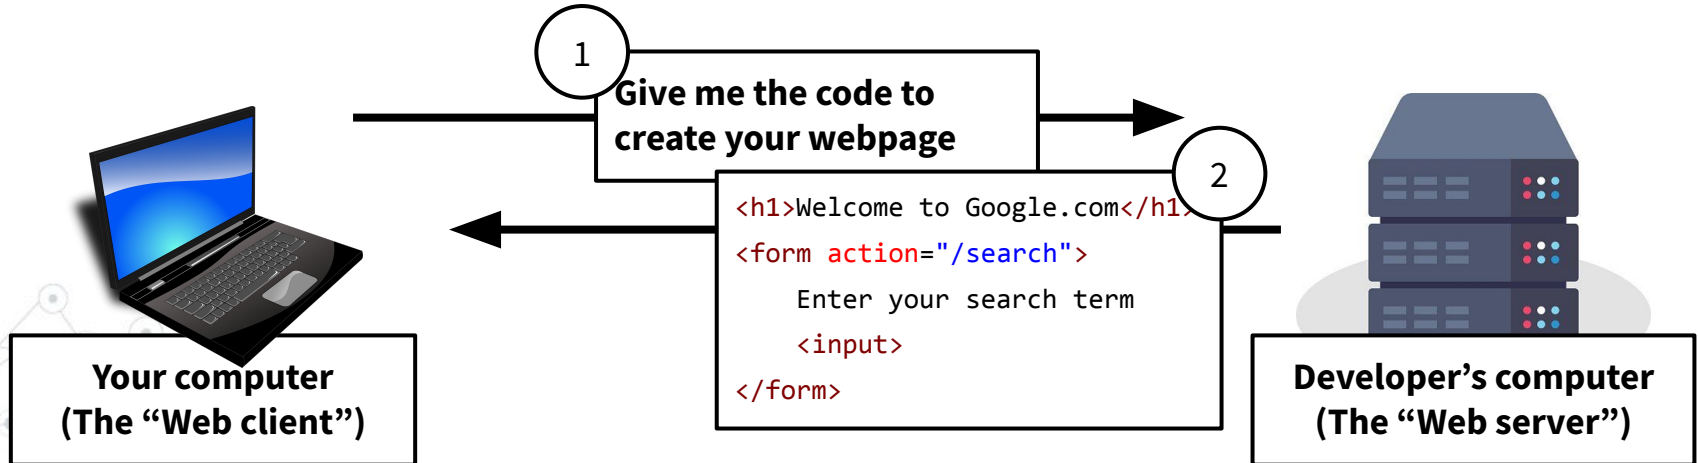 1
Give me the code to
create your webpage
2
<h1>Welcome to Google.com</h1>
<form action="/search">
Enter your search term
<input>
</form>
Your computer
(The “Web client”)
Developer’s computer
(The “Web server”)